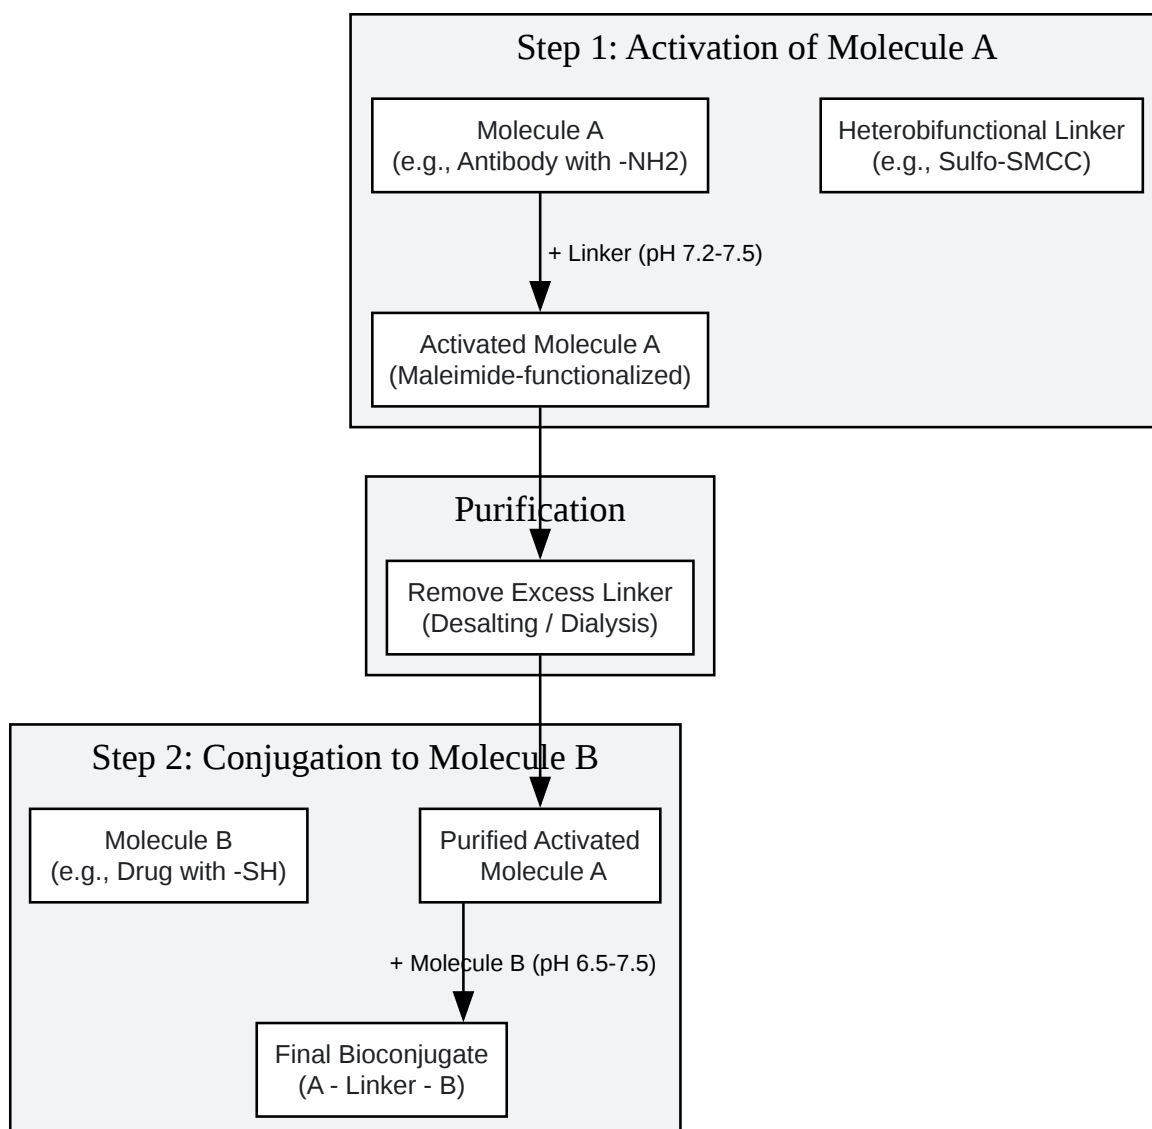 Step 1: Activation of Molecule A
Molecule A
(e.g., Antibody with -NH2)
Heterobifunctional Linker
(e.g., Sulfo-SMCC)
+ Linker (pH 7.2-7.5)
Activated Molecule A
(Maleimide-functionalized)
Purification
Remove Excess Linker
(Desalting / Dialysis)
Step 2: Conjugation to Molecule B
Molecule B
(e.g., Drug with -SH)
Purified Activated
Molecule A
+ Molecule B (pH 6.5-7.5)
Final Bioconjugate
(A - Linker - B)